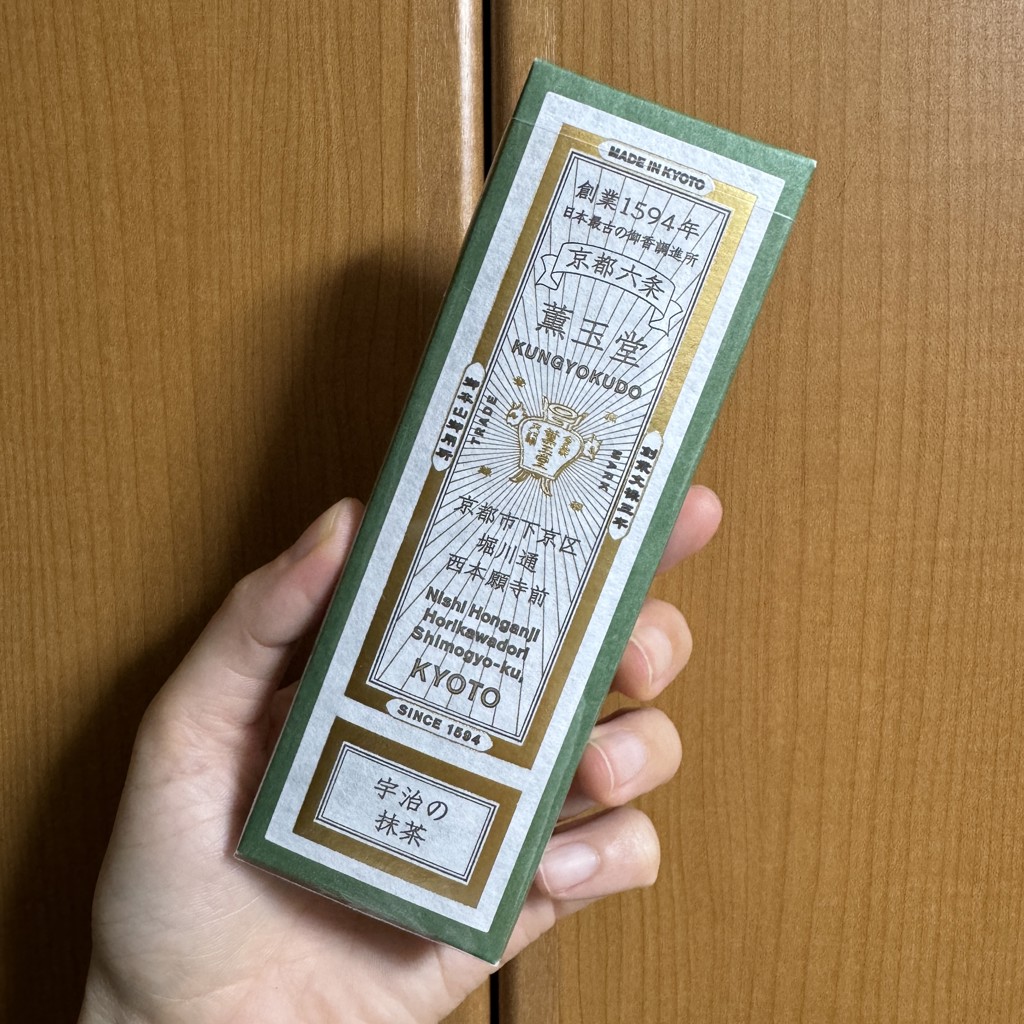 MADE IN KYOTO
創業1594年
日本最古の御香調進所
京都六条
薫玉堂
KUNGYOKUDO
TRADE
MARK
薫玉堂
京都市下京区
堀川通
西本願寺前
Nishi Honganji
Horikawadori
Shimogyo-ku,
KYOTO
SINCE 1594
宇治の
抹茶